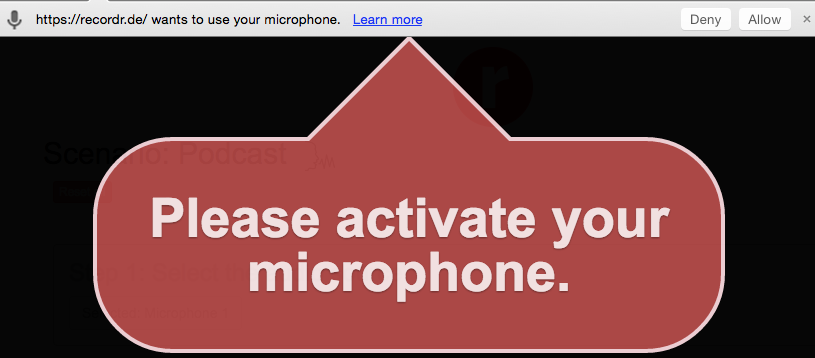 https://recordr.de/ wants to use your microphone. Learn more Deny Allow ×
r
Scenario: Podcast
Please activate your
microphone.